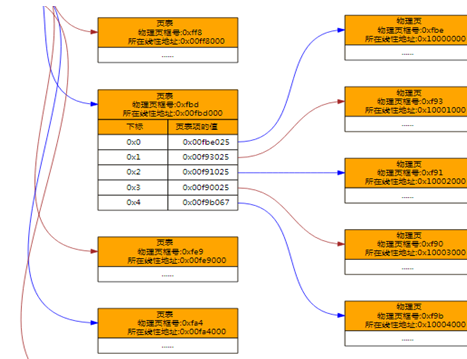 页表
物理页框号:0xff8
所在线性地址:0x00ff8000
......
页表
物理页框号:0xfbd
所在线性地址:0x00fbd000
下标 页表项的值
0x0 0x00fbe025
0x1 0x00f93025
0x2 0x00f91025
0x3 0x00f90025
0x4 0x00f9b067
页表
物理页框号:0xfe9
所在线性地址:0x00fe9000
......
页表
物理页框号:0xfa4
所在线性地址:0x00fa4000
......
物理页
物理页框号:0xfbe
所在线性地址:0x10000000
......
物理页
物理页框号:0xf93
所在线性地址:0x10001000
......
物理页
物理页框号:0xf91
所在线性地址:0x10002000
......
物理页
物理页框号:0xf90
所在线性地址:0x10003000
......
物理页
物理页框号:0xf9b
所在线性地址:0x10004000
......